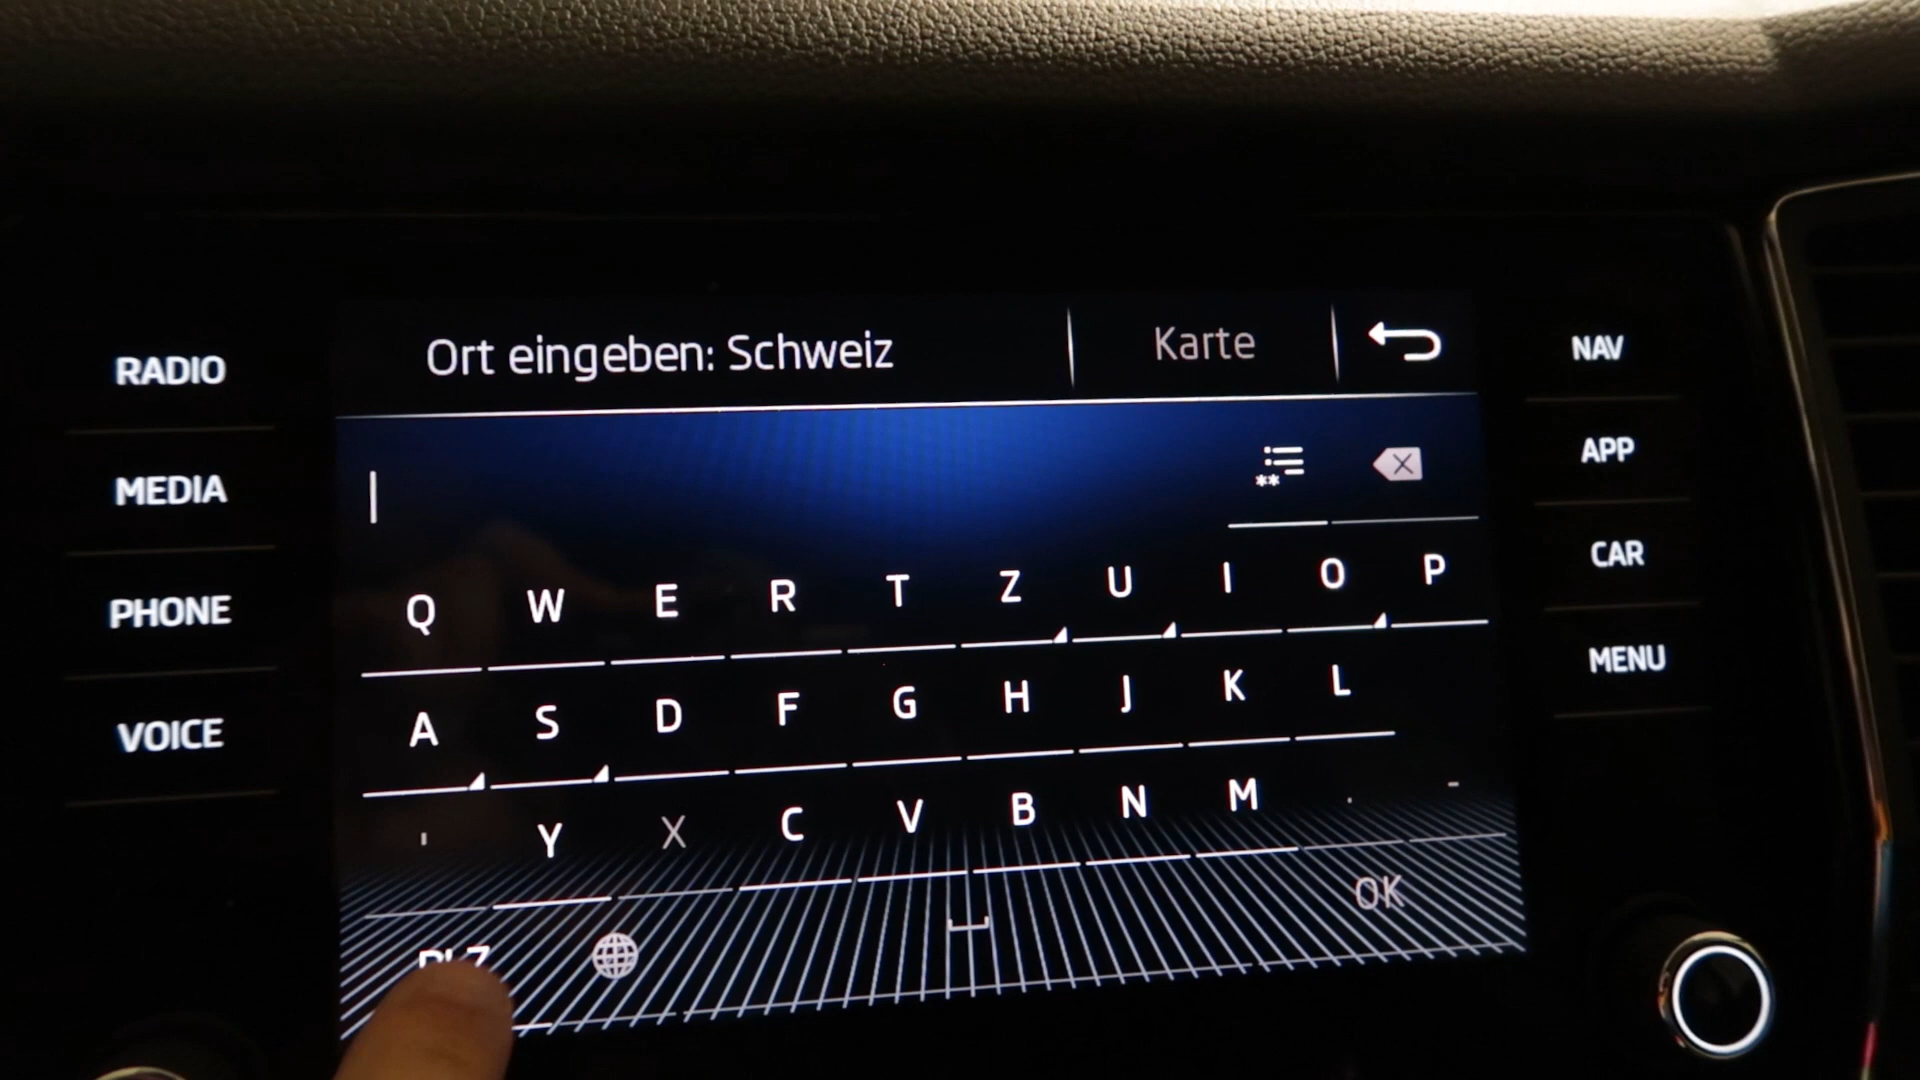 Ort eingeben: Schweiz
Karte
RADIO
MEDIA
PHONE
VOICE
NAV
APP
CAR
MENU
Q W E R T Z U I O P
A S D F G H J K L
' Y X C V B N M . -
PLZ
OK